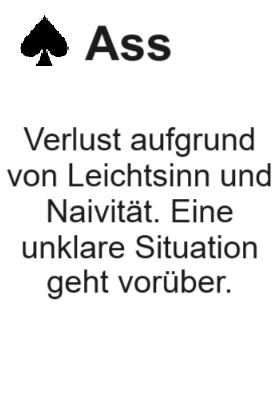 ♠ Ass
Verlust aufgrund
von Leichtsinn und
Naivität. Eine
unklare Situation
geht vorüber.